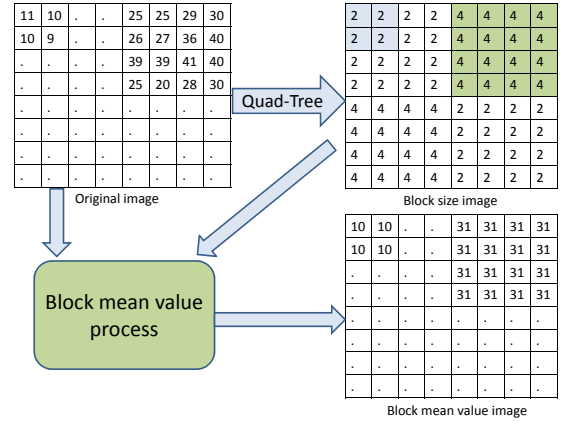 11 10 . . 25 25 29 30
10 9 . . 26 27 36 40
. . . . 39 39 41 40
. . . . 25 20 28 30
. . . . . . . .
. . . . . . . .
. . . . . . . .
. . . . . . . .
Original image
Quad-Tree
2 2 2 2 4 4 4 4
2 2 2 2 4 4 4 4
2 2 2 2 4 4 4 4
2 2 2 2 4 4 4 4
4 4 4 4 2 2 2 2
4 4 4 4 2 2 2 2
4 4 4 4 2 2 2 2
4 4 4 4 2 2 2 2
Block size image
Block mean value
process
10 10 . . 31 31 31 31
10 10 . . 31 31 31 31
. . . . 31 31 31 31
. . . . 31 31 31 31
. . . . . . . .
. . . . . . . .
. . . . . . . .
. . . . . . . .
Block mean value image